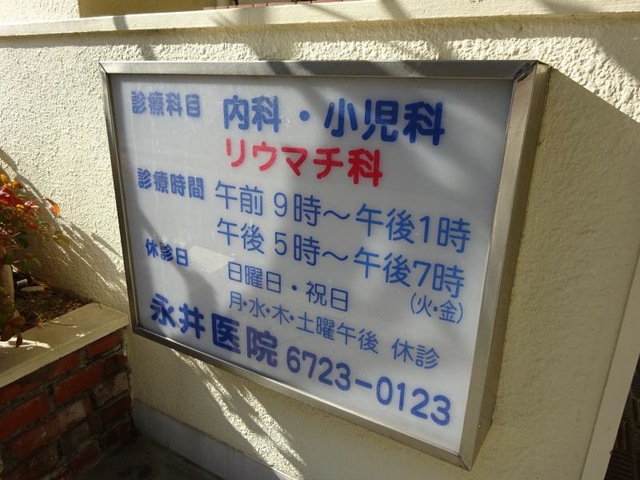 診療科目 内科・小児科
リウマチ科
診療時間 午前9時～午後1時
午後5時～午後7時
(火・金)
休診日 日曜日・祝日
月・水・木・土曜午後 休診
永井医院 6723-0123